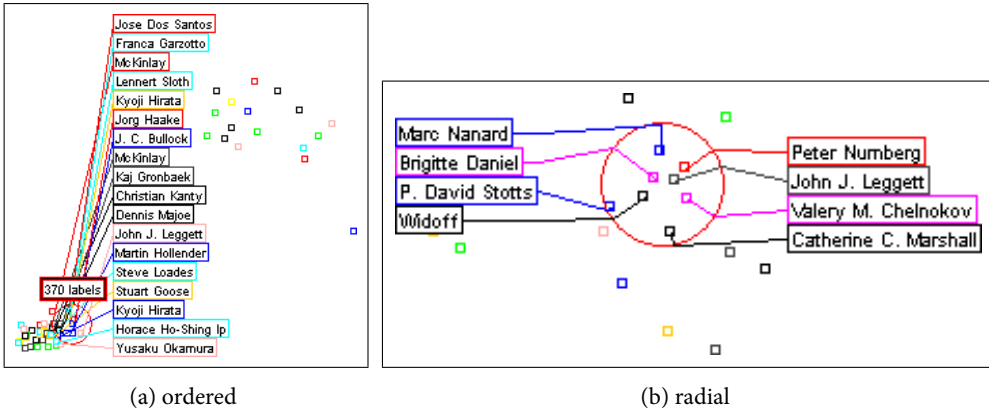 Jose Dos Santos
Franca Garzotto
McKinlay
Lennert Sloth
Kyoji Hirata
Jorg Haake
J. C. Bullock
McKinlay
Kaj Gronbaek
Christian Kanty
Dennis Majoe
John J. Leggett
Martin Hollender
Steve Loades
370 labels
Stuart Goose
Kyoji Hirata
Horace Ho-Shing Ip
Yusaku Okamura
(a) ordered
Marc Nanard
Brigitte Daniel
P. David Stotts
Widoff
Peter Nurnberg
John J. Leggett
Valery M. Chelnokov
Catherine C. Marshall
(b) radial